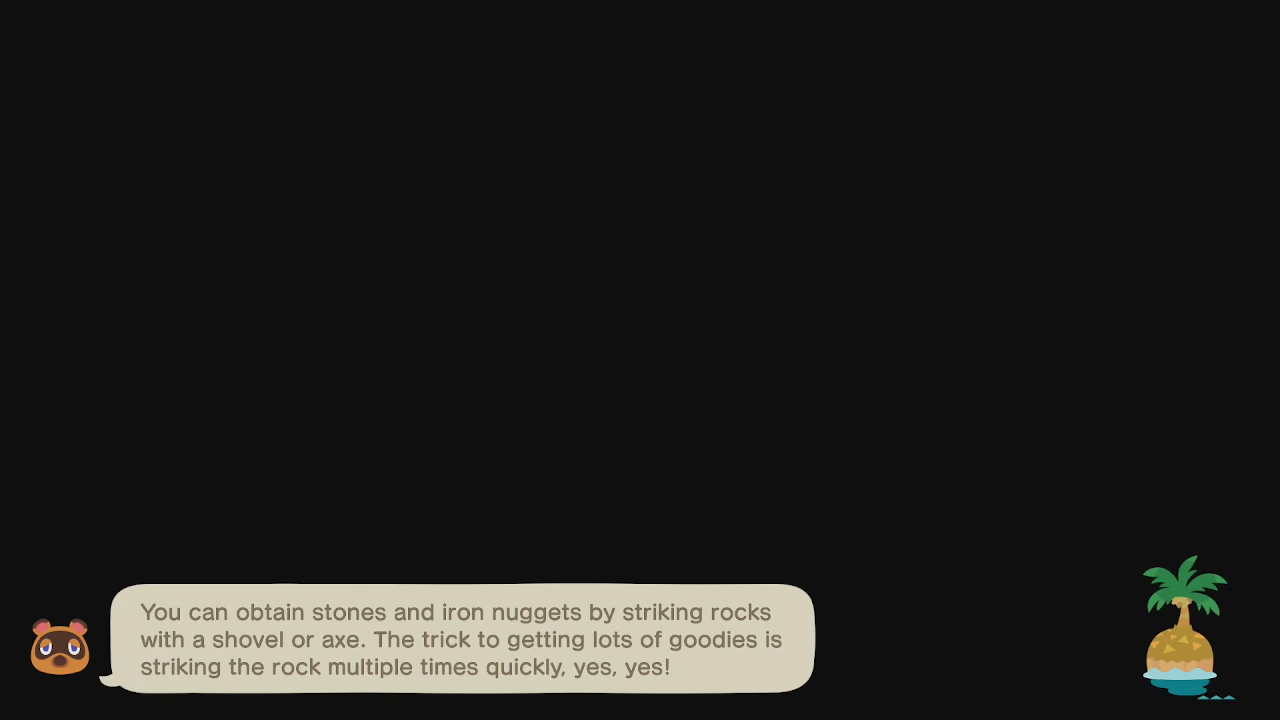 You can obtain stones and iron nuggets by striking rocks
with a shovel or axe. The trick to getting lots of goodies is
striking the rock multiple times quickly, yes, yes!